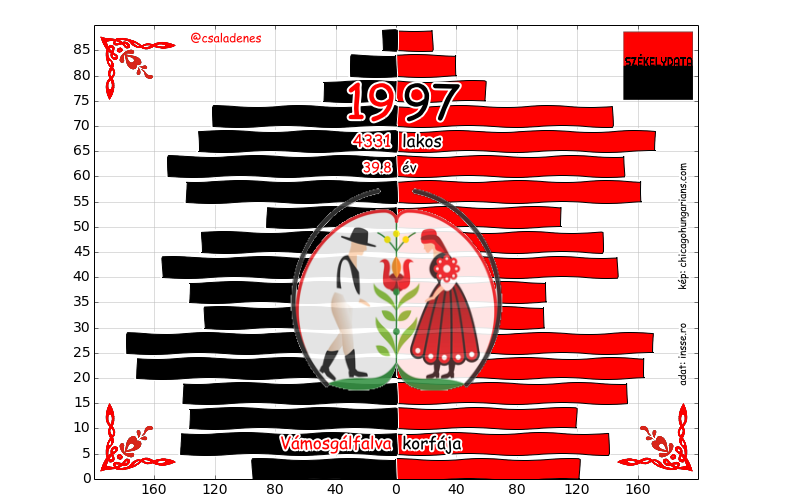 @csaladenes
SZÉKELYDATA
1997
4331 lakos
39.8 év
kép: chicagohungarians.com
adat: insse.ro
Vámosgálfalva korfája
85
80
75
70
65
60
55
50
45
40
35
30
25
20
15
10
5
0
160 120 80 40 0 40 80 120 160